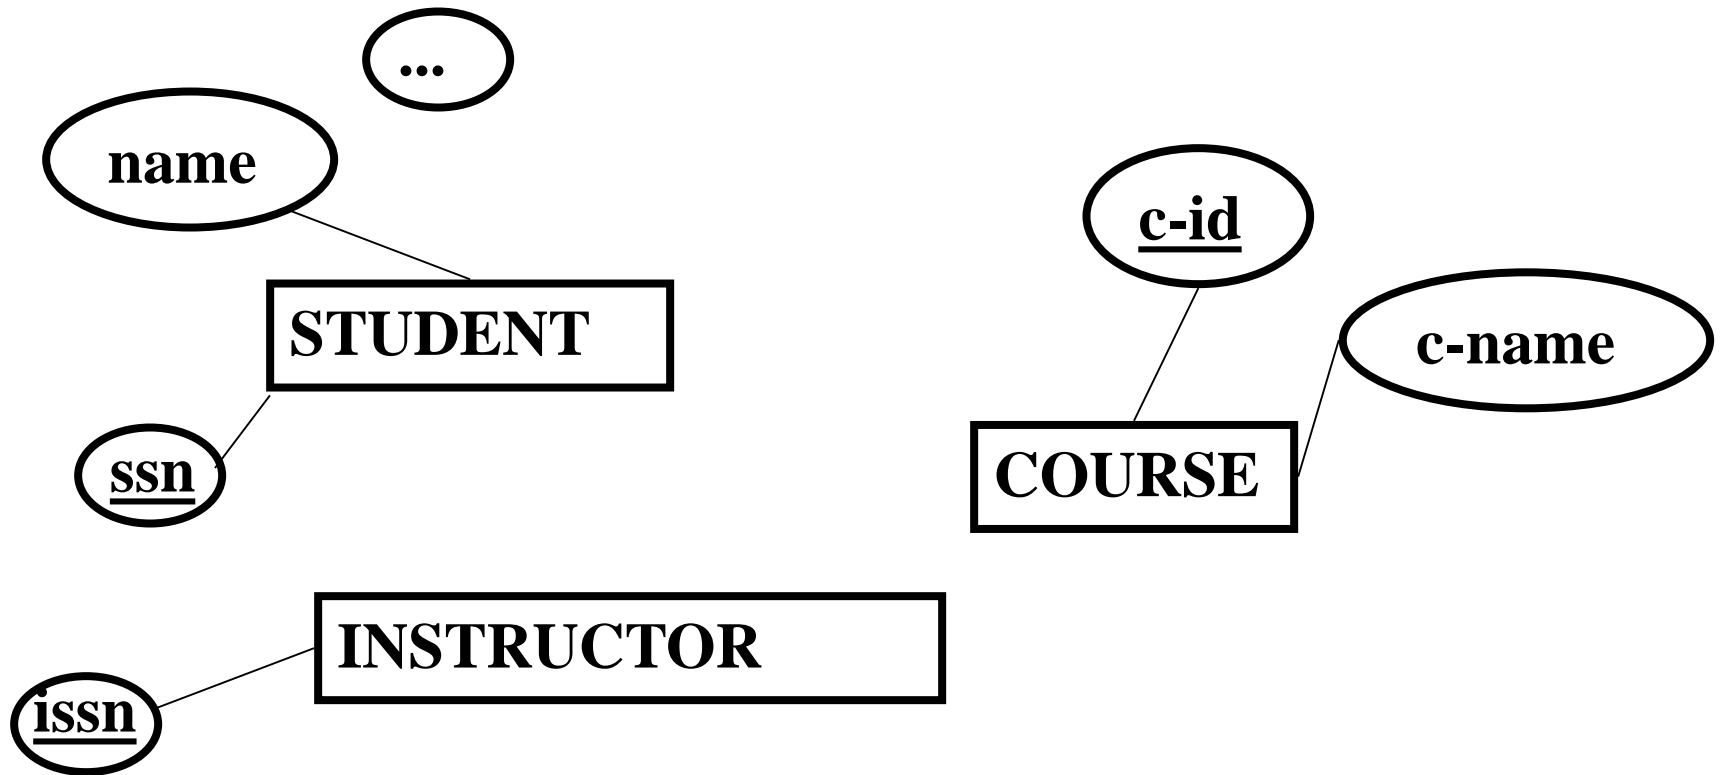 ...
name
c-id
STUDENT
c-name
ssn
COURSE
INSTRUCTOR
issn